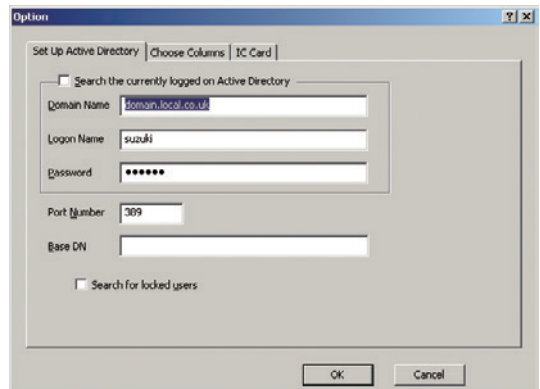 Option
Set Up Active Directory Choose Columns IC Card
Search the currently logged on Active Directory
Domain Name domain.local.co.uk
Logon Name suzuki
Password ●●●●●●
Port Number 389
Base DN
Search for locked users
OK Cancel